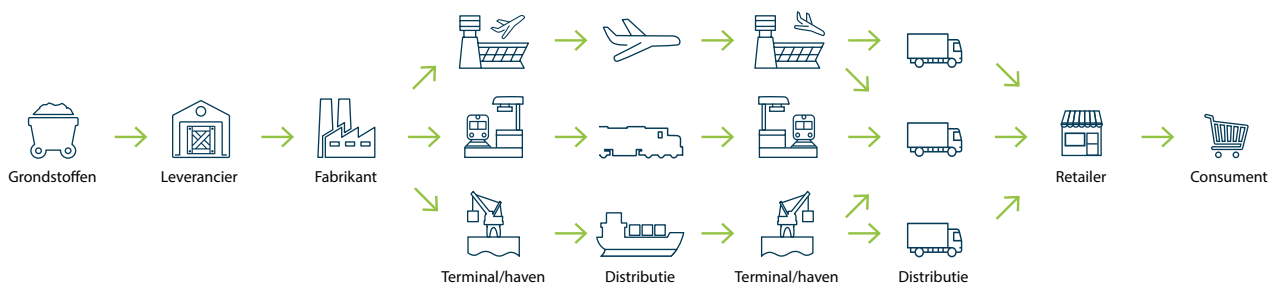 Grondstoffen
Leverancier
Fabrikant
Retailer
Consument
Terminal/haven
Distributie
Terminal/haven
Distributie